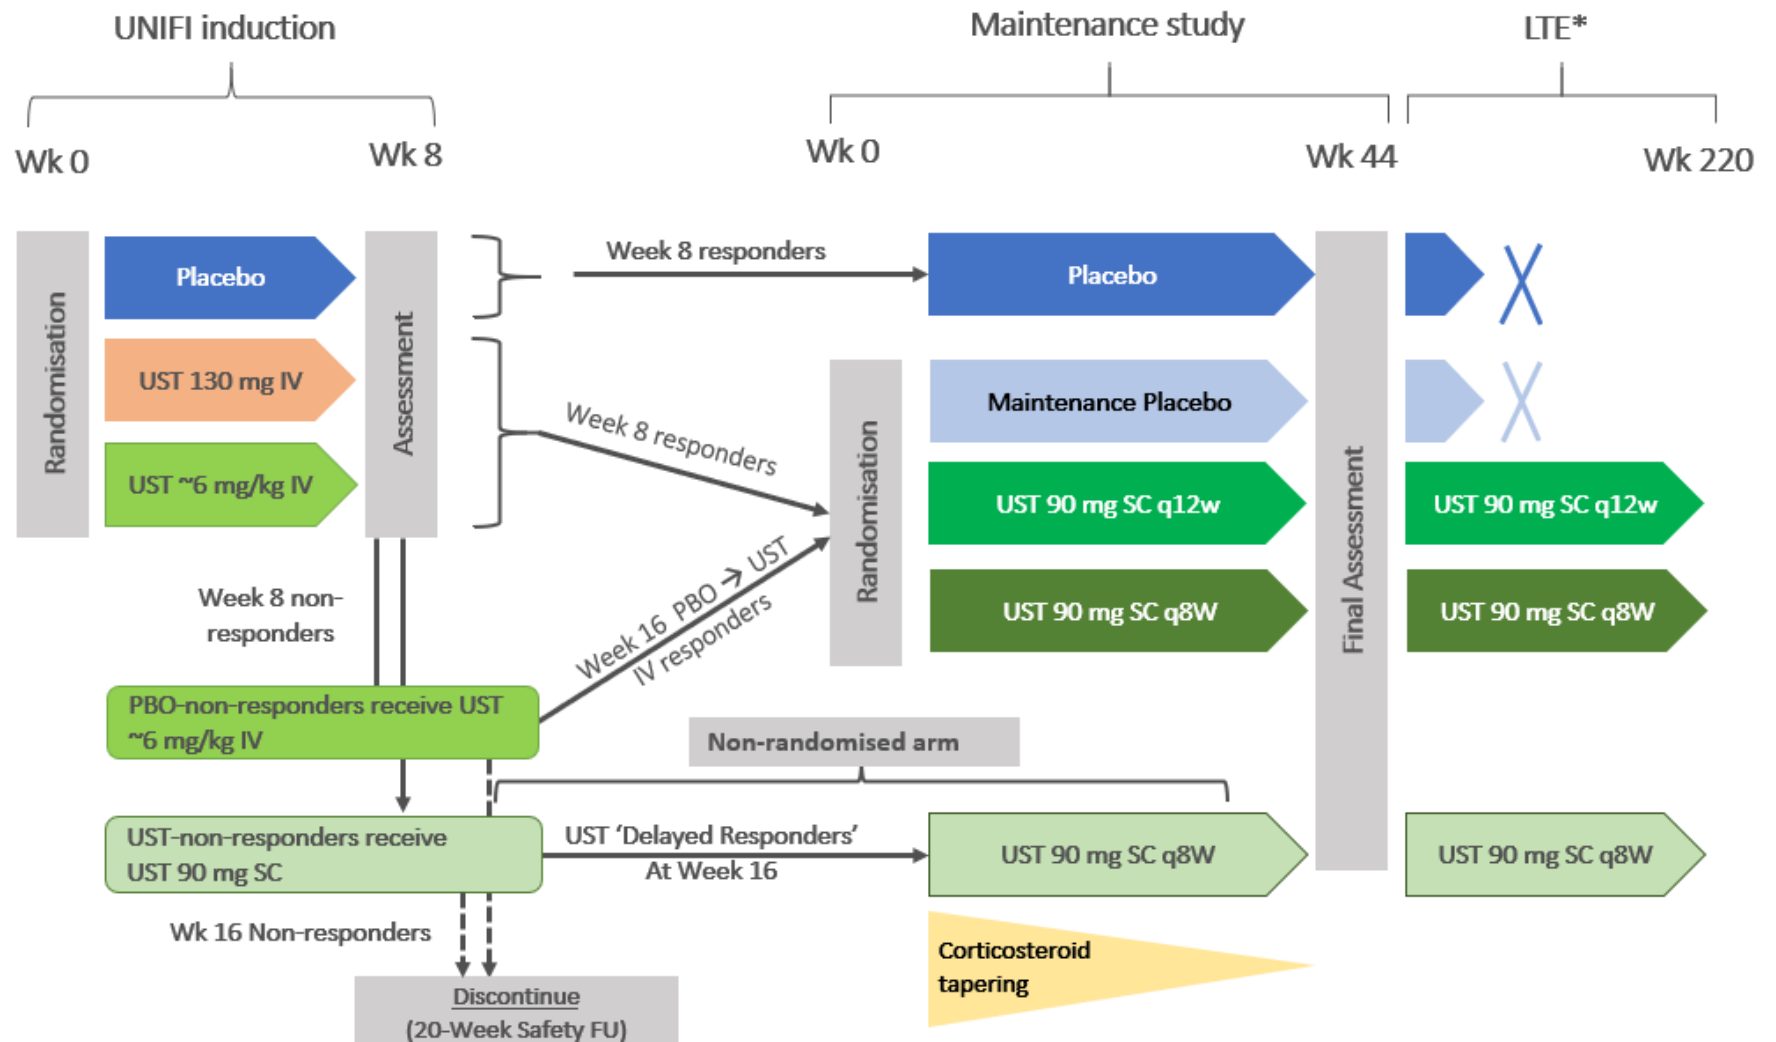 UNIFI induction
Maintenance study
LTE*
Wk 0
Wk 8
Wk 0
Wk 44
Wk 220
Randomisation
Placebo
UST 130 mg IV
UST ~6 mg/kg IV
Assessment
Week 8 responders
Week 8 responders
Week 16 PBO → UST
IV responders
Randomisation
Placebo
Maintenance Placebo
UST 90 mg SC q12w
UST 90 mg SC q8W
Final Assessment
UST 90 mg SC q12w
UST 90 mg SC q8W
Week 8 non-
responders
PBO-non-responders receive UST
~6 mg/kg IV
Non-randomised arm
UST-non-responders receive
UST 90 mg SC
UST ‘Delayed Responders’
At Week 16
UST 90 mg SC q8W
UST 90 mg SC q8W
Wk 16 Non-responders
Corticosteroid
tapering
Discontinue
(20-Week Safety FU)